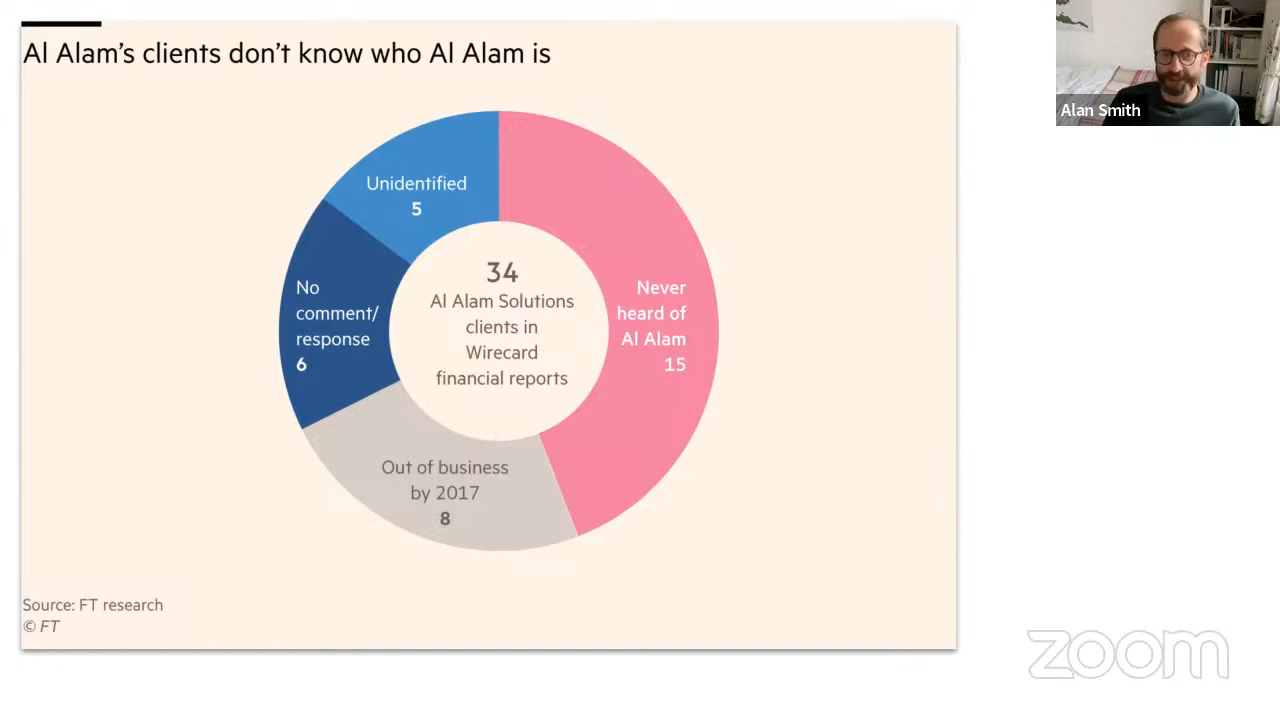 Al Alam's clients don't know who Al Alam is
Unidentified
5
No
comment/
response
6
34
Al Alam Solutions
clients in
Wirecard
financial reports
Never
heard of
Al Alam
15
Out of business
by 2017
8
Source: FT research
© FT
Alan Smith
zoom